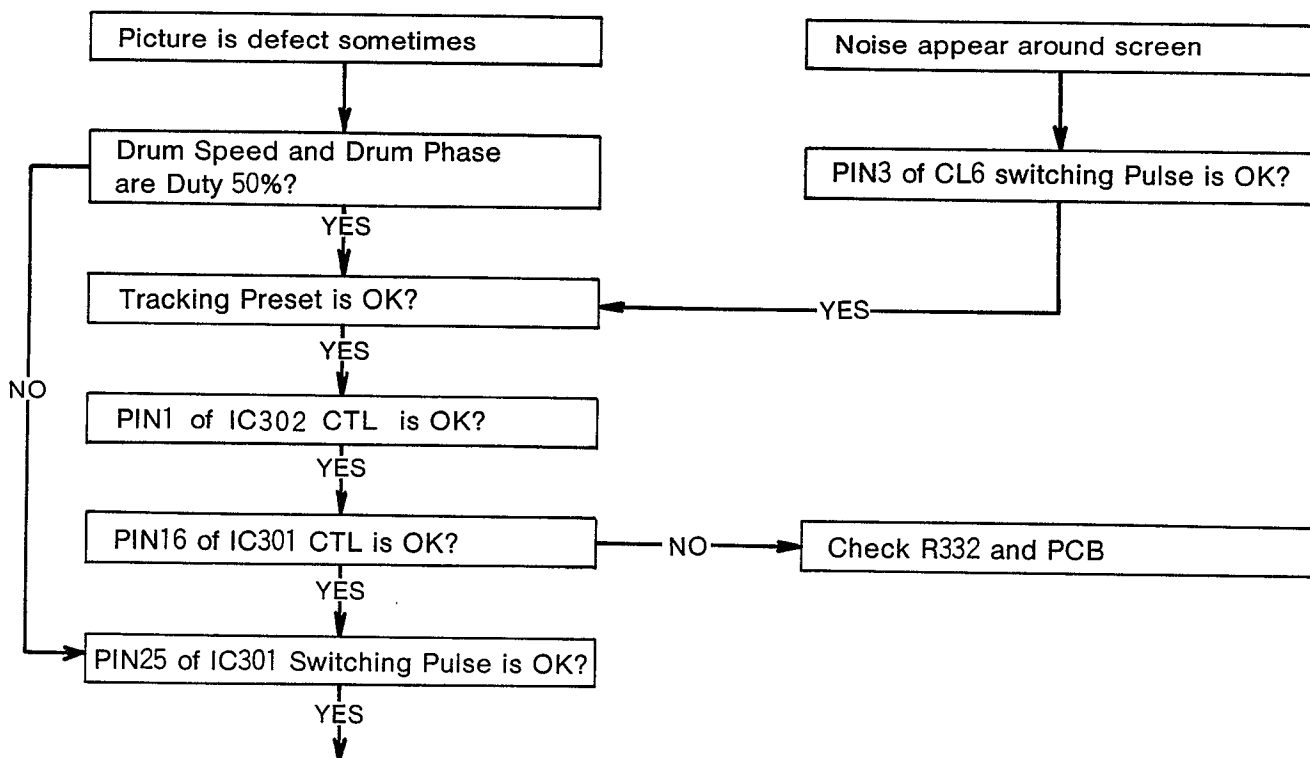 Picture is defect sometimes
Drum Speed and Drum Phase
are Duty 50%?
YES
Tracking Preset is OK?
YES
PIN1 of IC302 CTL is OK?
YES
PIN16 of IC301 CTL is OK?
YES
PIN25 of IC301 Switching Pulse is OK?
YES
NO
Noise appear around screen
PIN3 of CL6 switching Pulse is OK?
YES
NO
Check R332 and PCB